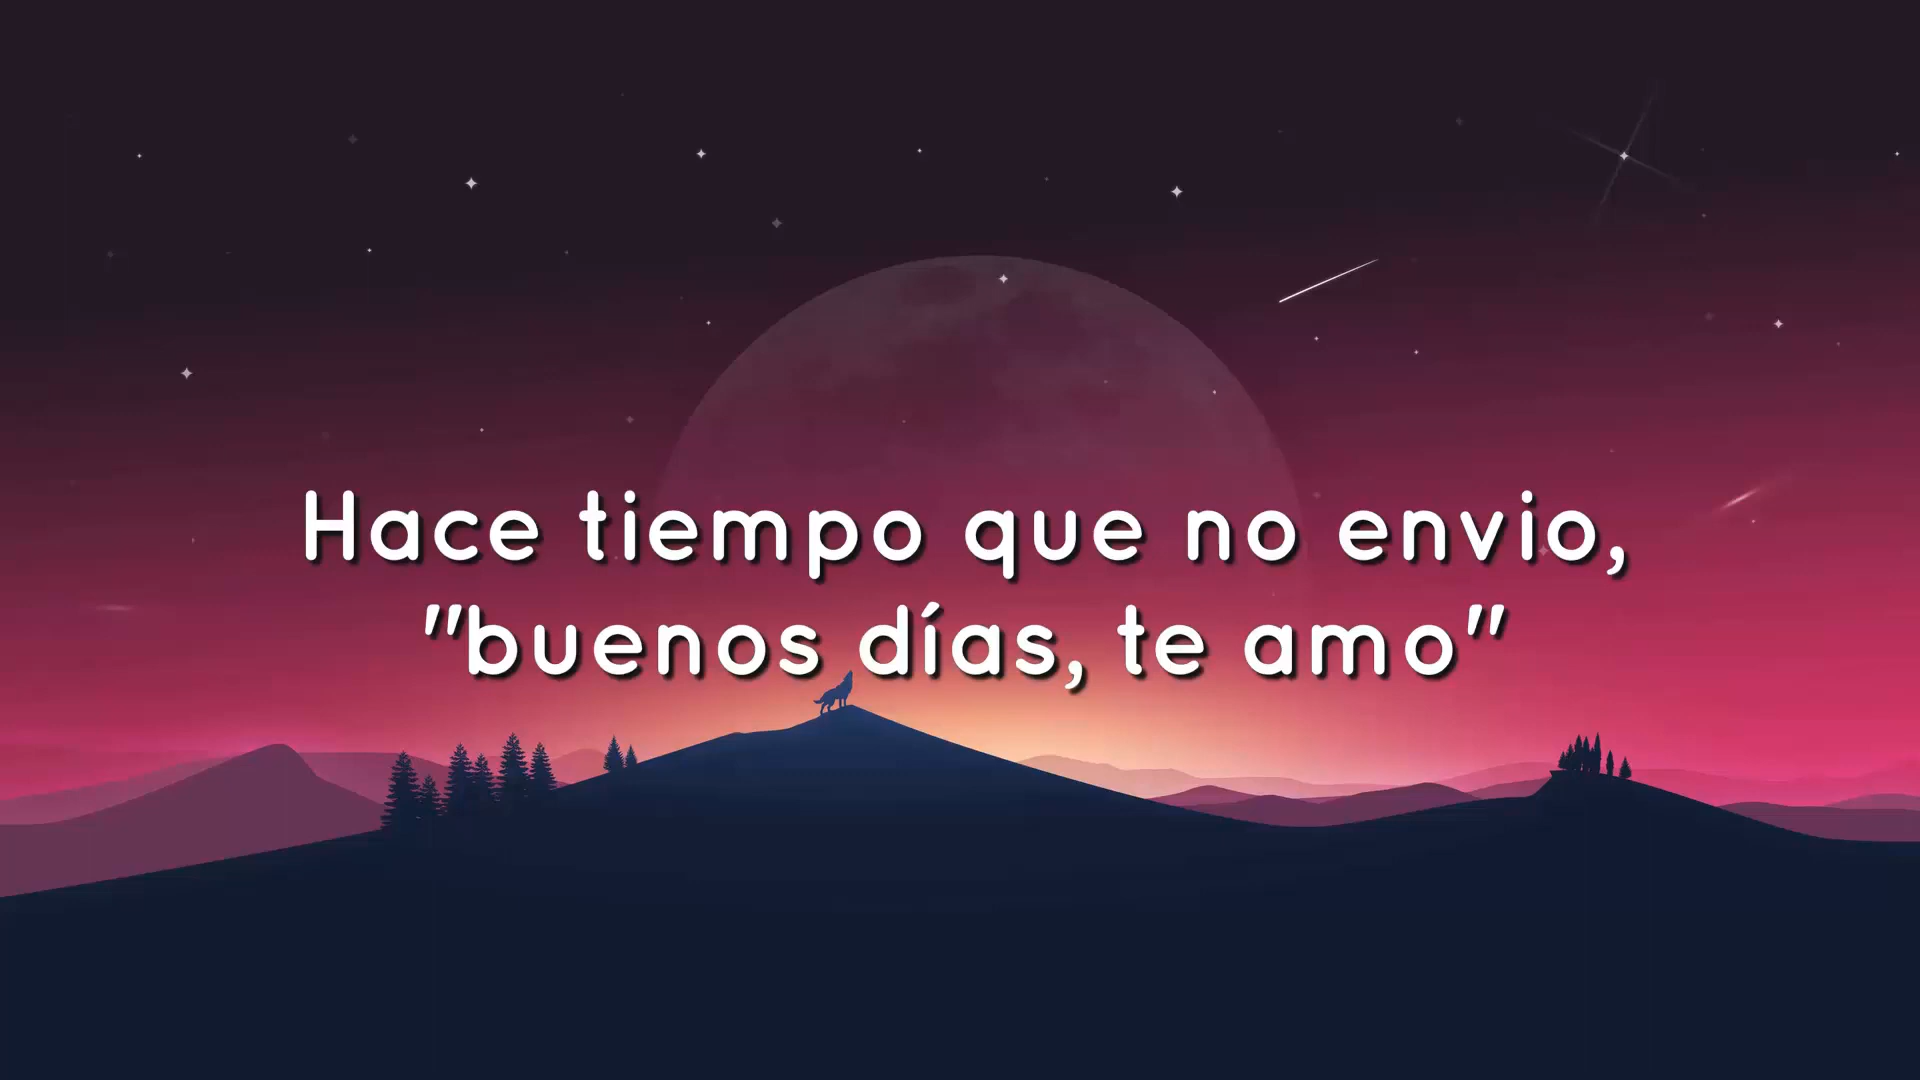 Hace tiempo que no envio,
"buenos días, te amo"